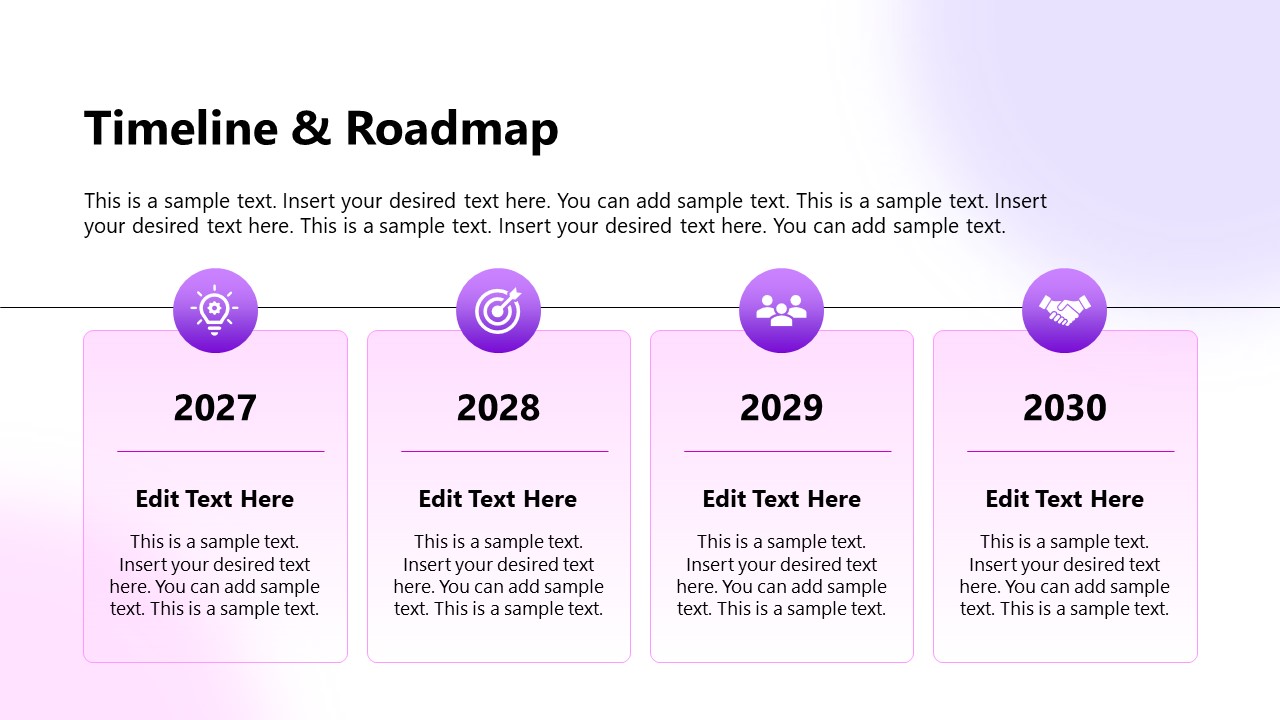 Timeline & Roadmap
This is a sample text. Insert your desired text here. You can add sample text. This is a sample text. Insert
your desired text here. This is a sample text. Insert your desired text here. You can add sample text.
2027
Edit Text Here
This is a sample text.
Insert your desired text
here. You can add sample
text. This is a sample text.
2028
Edit Text Here
This is a sample text.
Insert your desired text
here. You can add sample
text. This is a sample text.
2029
Edit Text Here
This is a sample text.
Insert your desired text
here. You can add sample
text. This is a sample text.
2030
Edit Text Here
This is a sample text.
Insert your desired text
here. You can add sample
text. This is a sample text.